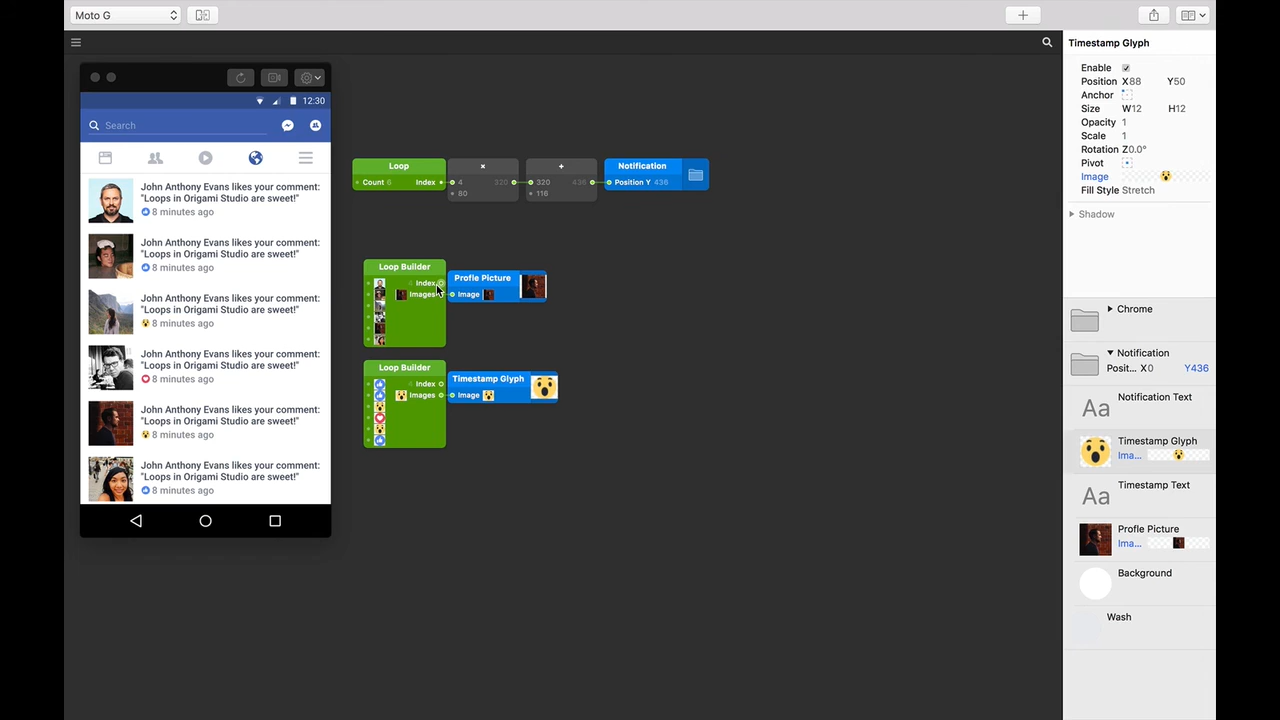 Moto G
Timestamp Glyph
Enable
Position X88 Y50
Anchor
Size W12 H12
Opacity 1
Scale 1
Rotation Z0.0°
Pivot
Image
Fill Style Stretch
Shadow
12:30
Search
John Anthony Evans likes your comment:
"Loops in Origami Studio are sweet!"
8 minutes ago
John Anthony Evans likes your comment:
"Loops in Origami Studio are sweet!"
8 minutes ago
John Anthony Evans likes your comment:
"Loops in Origami Studio are sweet!"
8 minutes ago
John Anthony Evans likes your comment:
"Loops in Origami Studio are sweet!"
8 minutes ago
John Anthony Evans likes your comment:
"Loops in Origami Studio are sweet!"
8 minutes ago
John Anthony Evans likes your comment:
"Loops in Origami Studio are sweet!"
8 minutes ago
Loop
Count 6 Index
×
4 320
80
+
320 436
116
Notification
Position Y 436
Loop Builder
4 Index
Images
Profle Picture
Image
Loop Builder
4 Index
Images
Timestamp Glyph
Image
Chrome
Notification
Posit... X0 Y436
Aa Notification Text
Timestamp Glyph
Ima...
Aa Timestamp Text
Profle Picture
Ima...
Background
Wash